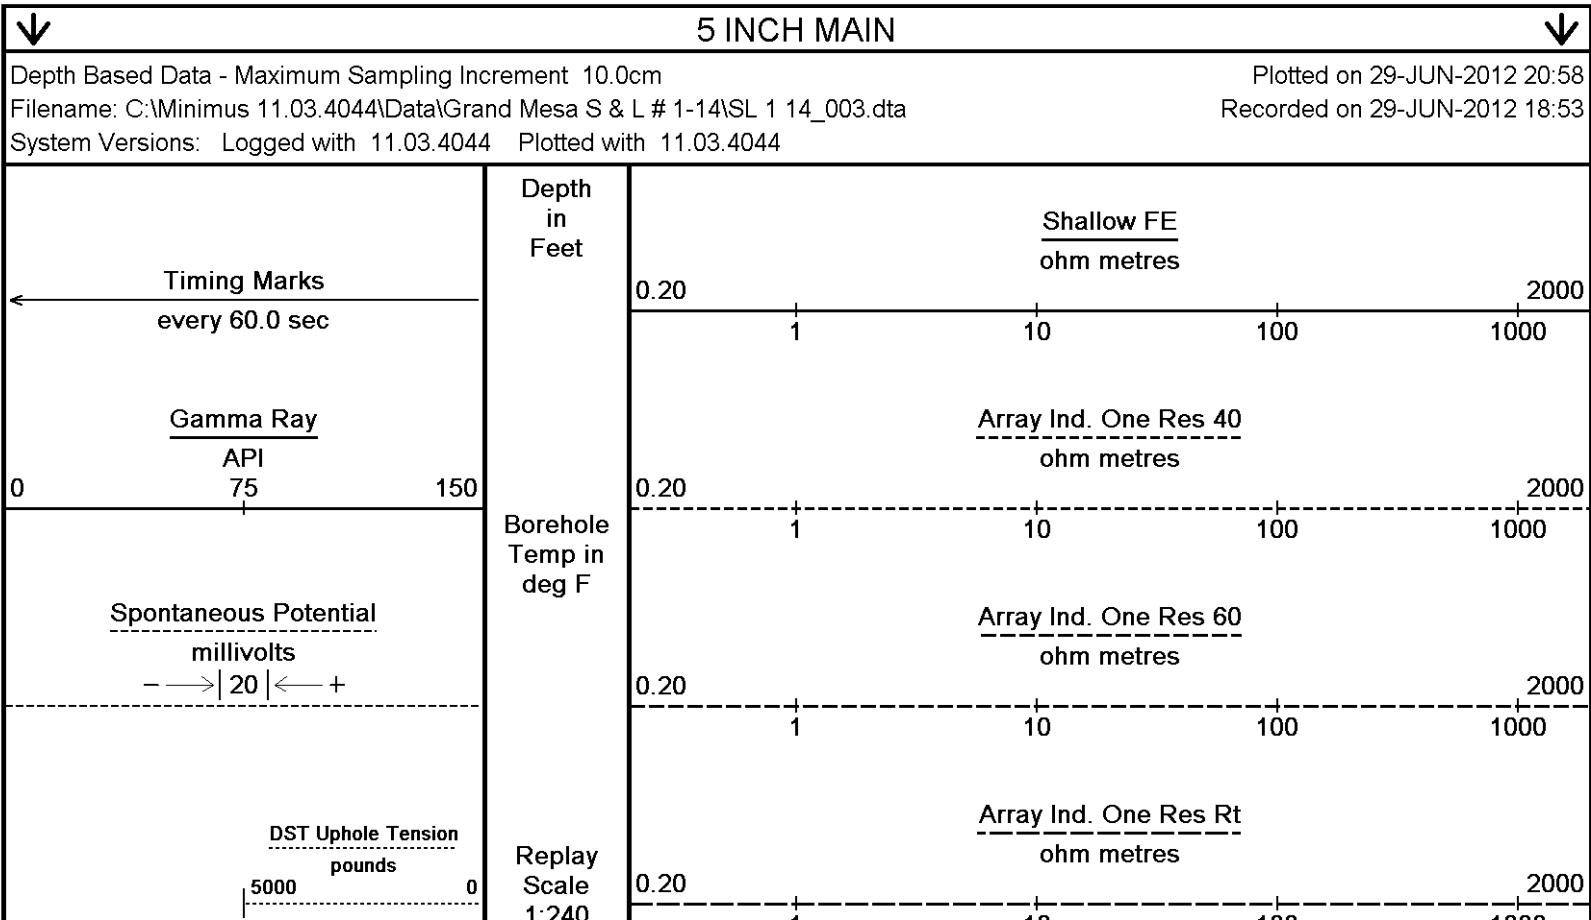 5 INCH MAIN
Depth Based Data - Maximum Sampling Increment 10.0cm
Plotted on 29-JUN-2012 20:58
Filename: C:\Minimus 11.03.4044\Data\Grand Mesa S & L # 1-14\SL 1 14_003.dta
Recorded on 29-JUN-2012 18:53
System Versions: Logged with 11.03.4044 Plotted with 11.03.4044
Timing Marks
every 60.0 sec
Gamma Ray
API
0 75 150
Spontaneous Potential
millivolts
– 20 +
DST Uphole Tension
pounds
5000 0
Depth
in
Feet
Borehole
Temp in
deg F
Replay
Scale
1:240
Shallow FE
ohm metres
0.20 2000
1 10 100 1000
Array Ind. One Res 40
ohm metres
0.20 2000
1 10 100 1000
Array Ind. One Res 60
ohm metres
0.20 2000
1 10 100 1000
Array Ind. One Res Rt
ohm metres
0.20 2000
1 10 100 1000